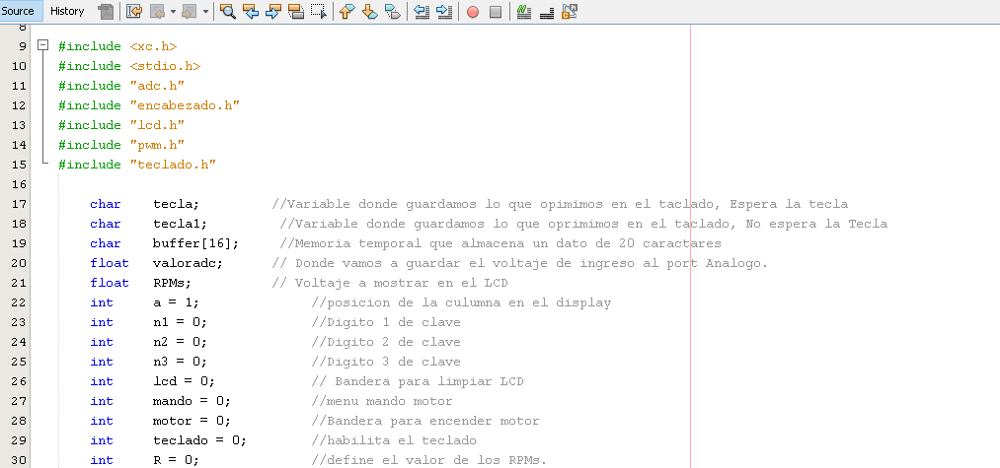 Source History
8
9 #include <xc.h>
10 #include <stdio.h>
11 #include "adc.h"
12 #include "encabezado.h"
13 #include "lcd.h"
14 #include "pwm.h"
15 #include "teclado.h"
16
17 char tecla; //Variable donde guardamos lo que opimimos en el taclado, Espera la tecla
18 char tecla1; //Variable donde guardamos lo que oprimimos en el taclado, No espera la Tecla
19 char buffer[16]; //Memoria temporal que almacena un dato de 20 caractares
20 float valoradc; // Donde vamos a guardar el voltaje de ingreso al port Analogo.
21 float RPMs; // Voltaje a mostrar en el LCD
22 int a = 1; //posicion de la culumna en el display
23 int n1 = 0; //Digito 1 de clave
24 int n2 = 0; //Digito 2 de clave
25 int n3 = 0; //Digito 3 de clave
26 int lcd = 0; // Bandera para limpiar LCD
27 int mando = 0; //menu mando motor
28 int motor = 0; //Bandera para encender motor
29 int teclado = 0; //habilita el teclado
30 int R = 0; //define el valor de los RPMs.